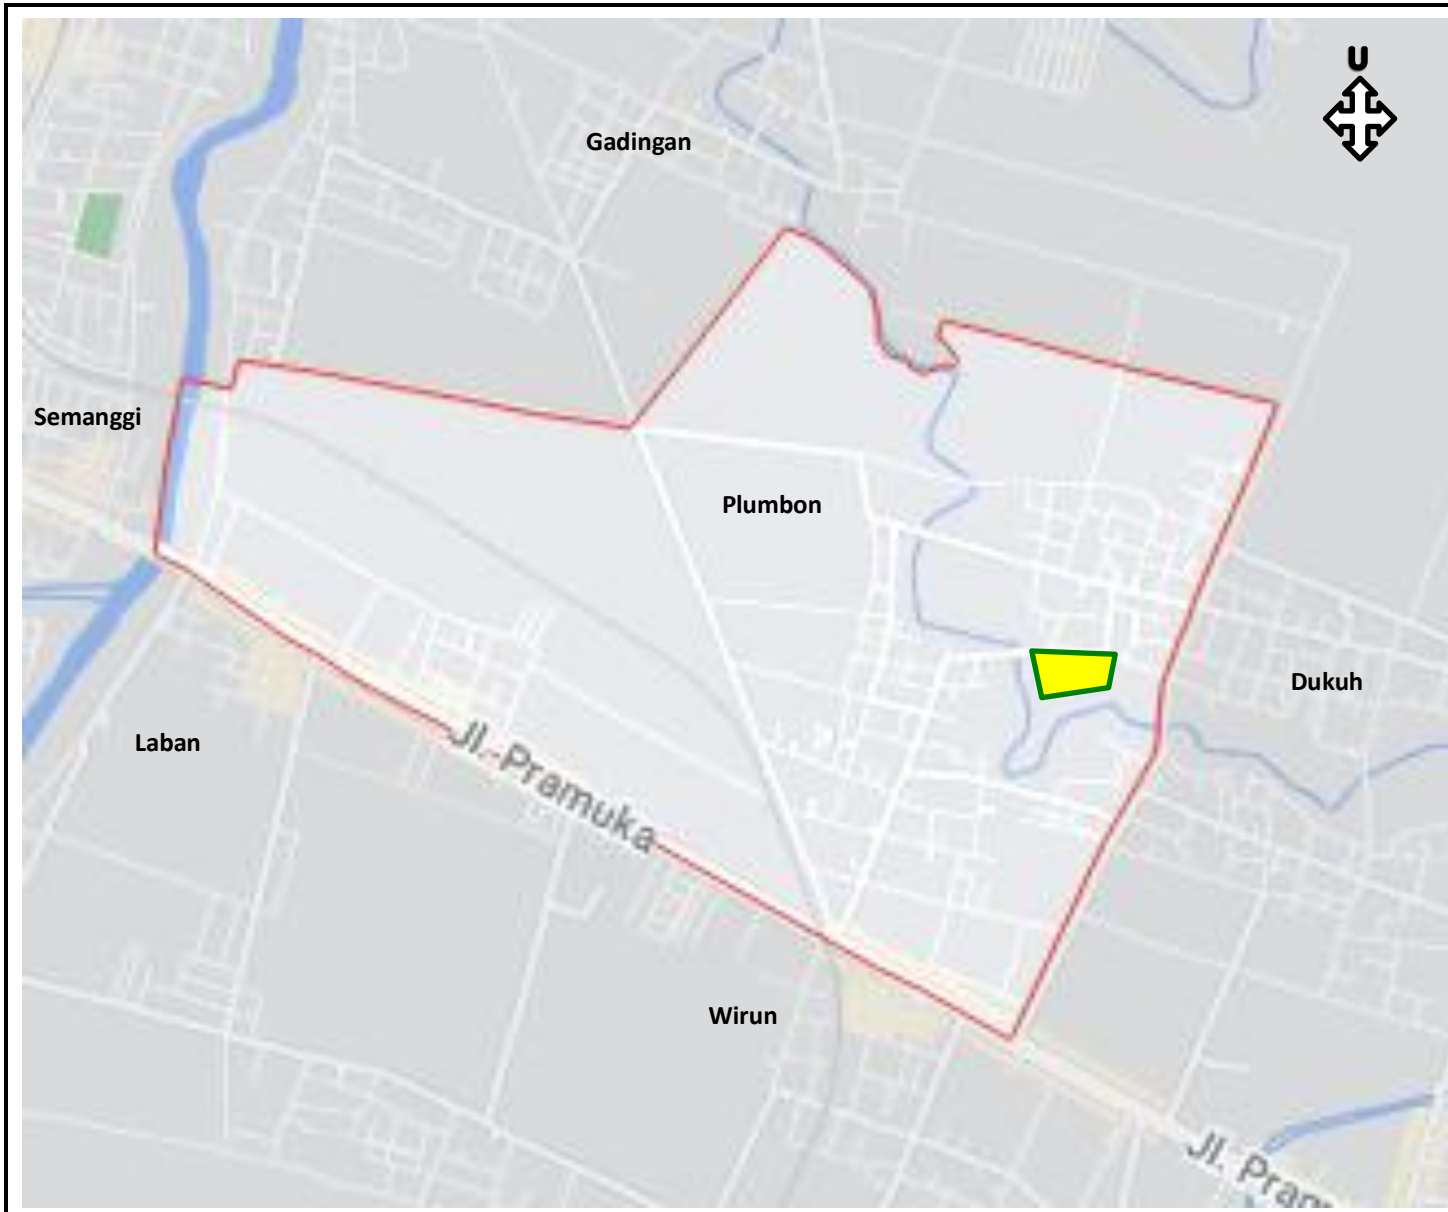 U
Gadingan
Semanggi
Plumbon
Dukuh
Laban
Jl. Pramuka
Wirun
Jl. Pram